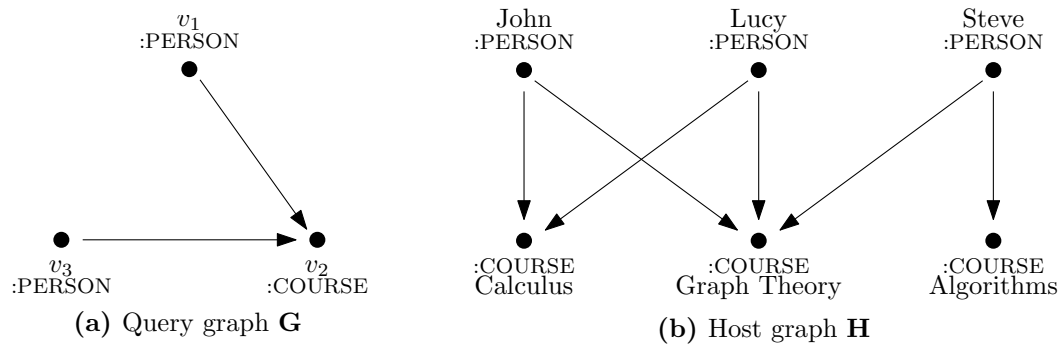 v₁
:PERSON
v₃
:PERSON
v₂
:COURSE
(a) Query graph G
John
:PERSON
Lucy
:PERSON
Steve
:PERSON
:COURSE
Calculus
:COURSE
Graph Theory
:COURSE
Algorithms
(b) Host graph H